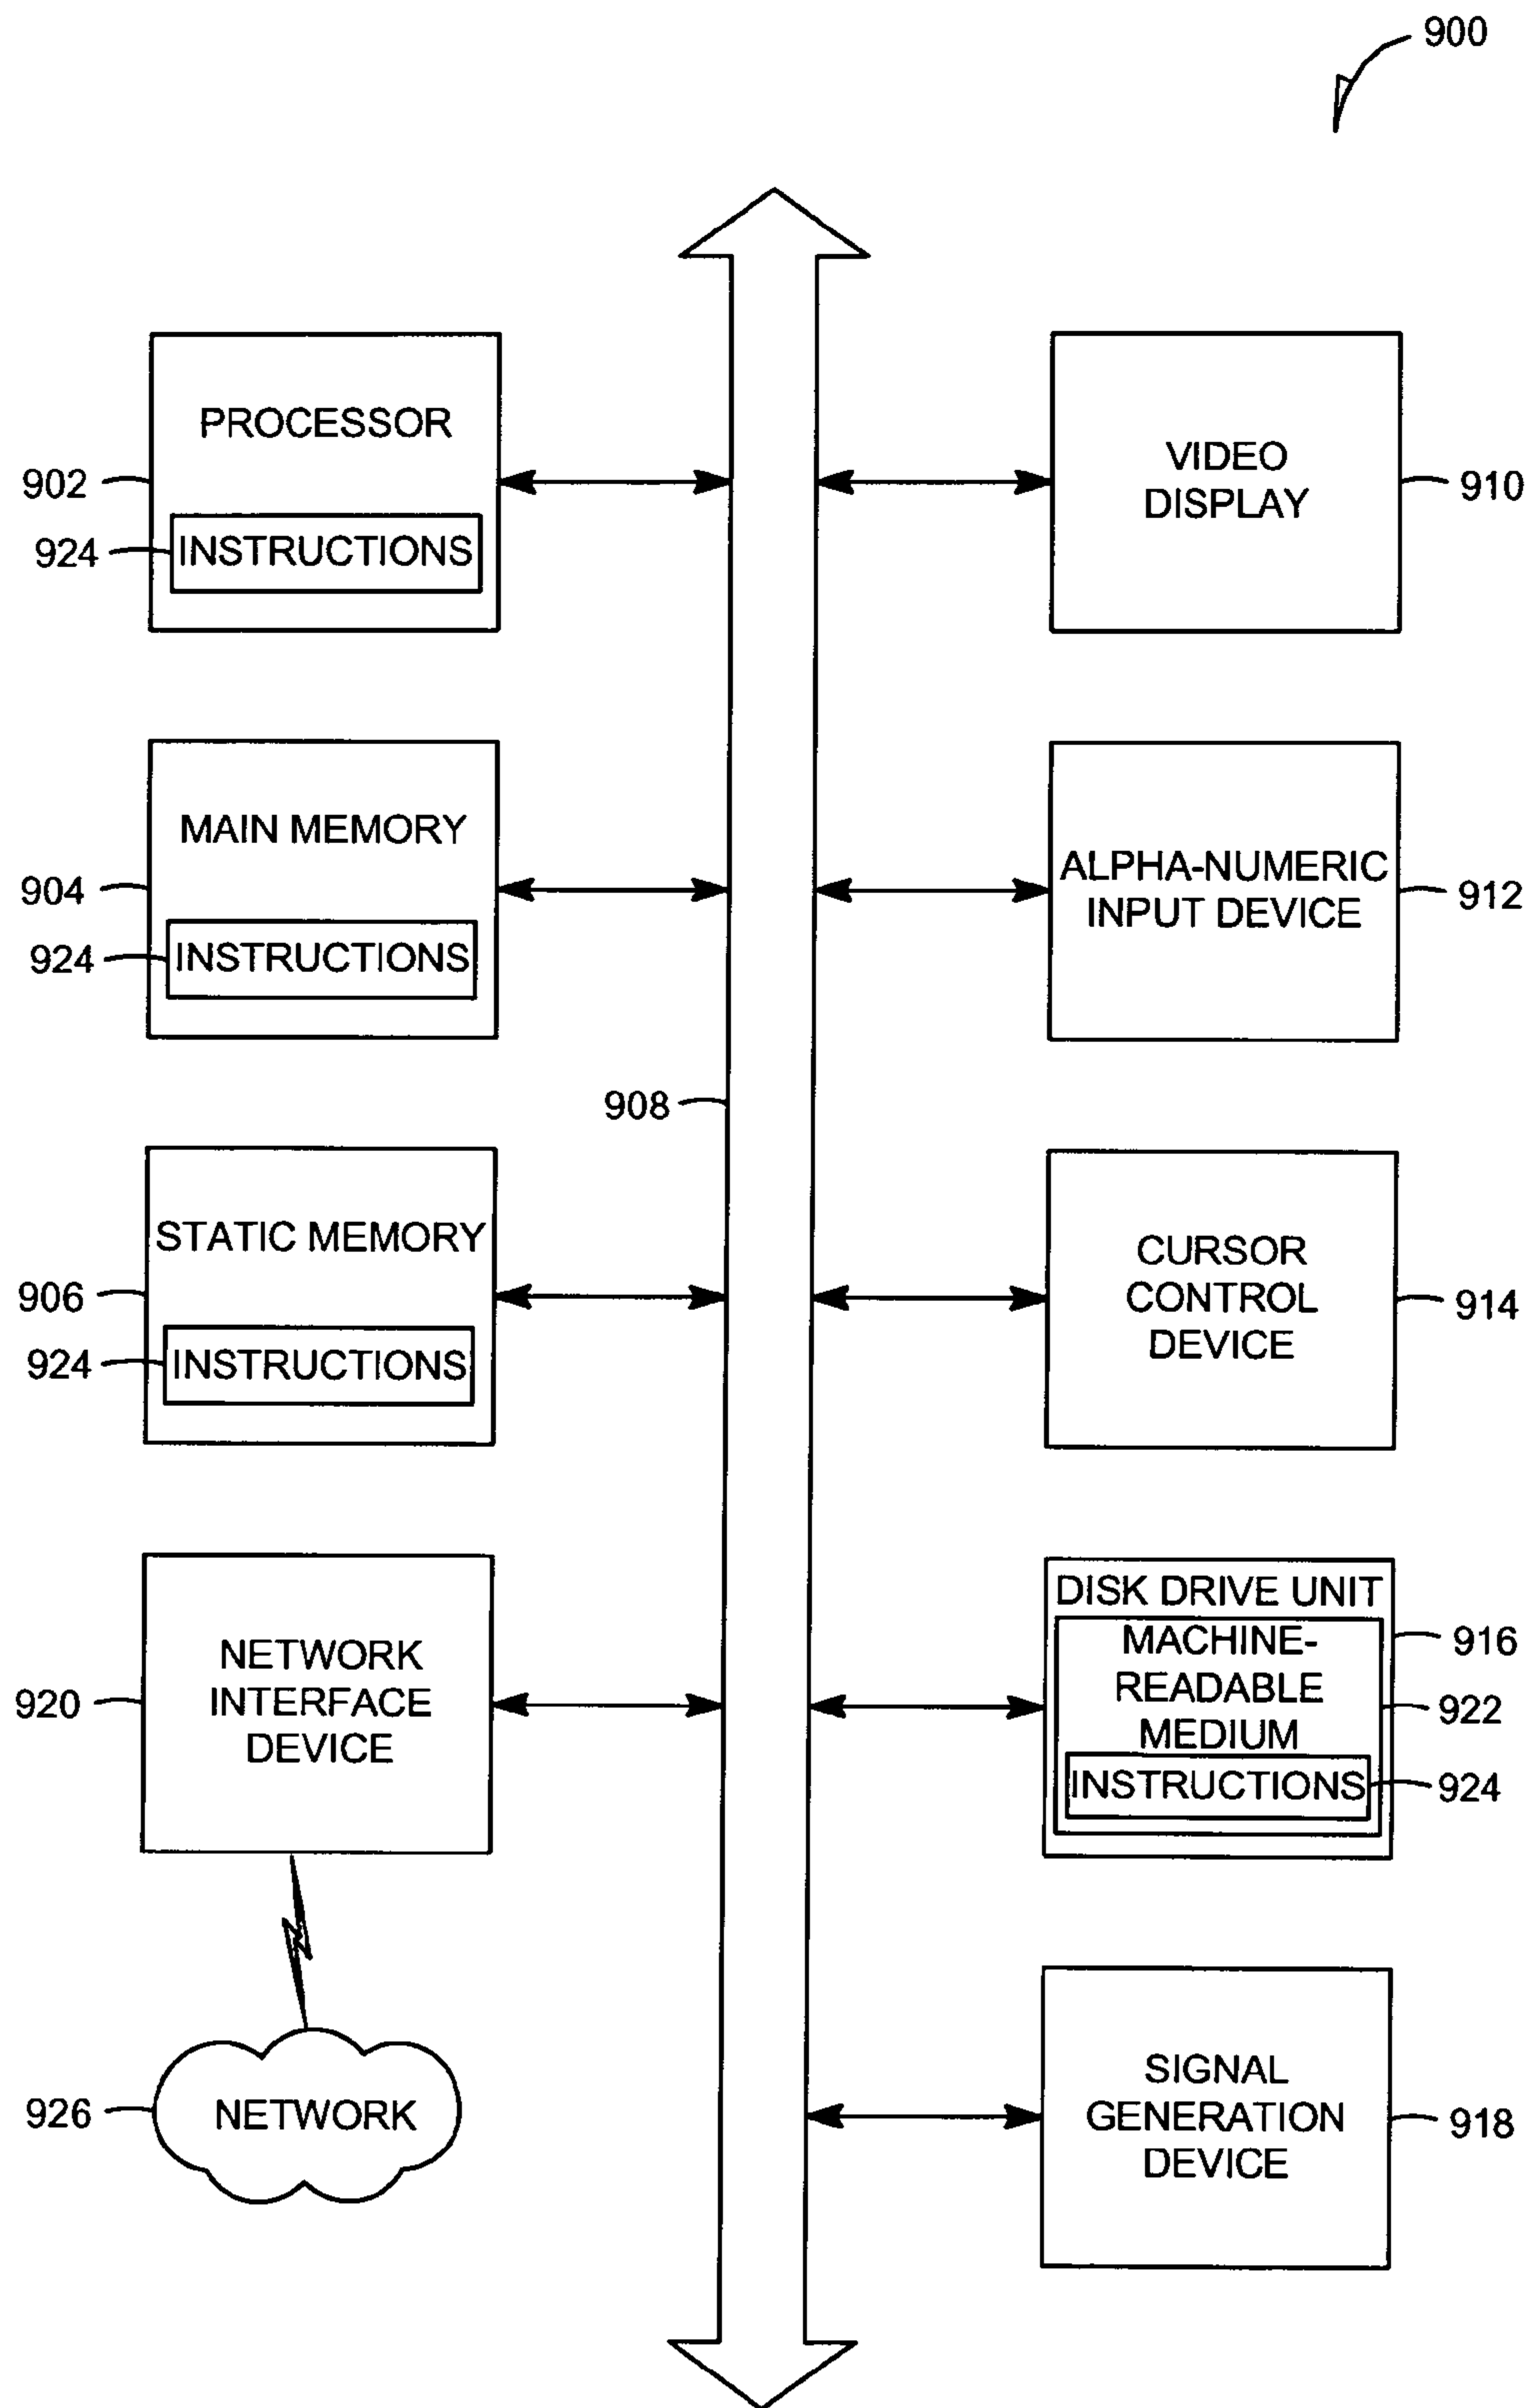 900
PROCESSOR
902
924
INSTRUCTIONS
VIDEO
DISPLAY
910
MAIN MEMORY
904
924
INSTRUCTIONS
ALPHA-NUMERIC
INPUT DEVICE
912
908
STATIC MEMORY
906
924
INSTRUCTIONS
CURSOR
CONTROL
DEVICE
914
NETWORK
INTERFACE
DEVICE
920
DISK DRIVE UNIT
MACHINE-
READABLE
MEDIUM
INSTRUCTIONS
916
922
924
926
NETWORK
SIGNAL
GENERATION
DEVICE
918